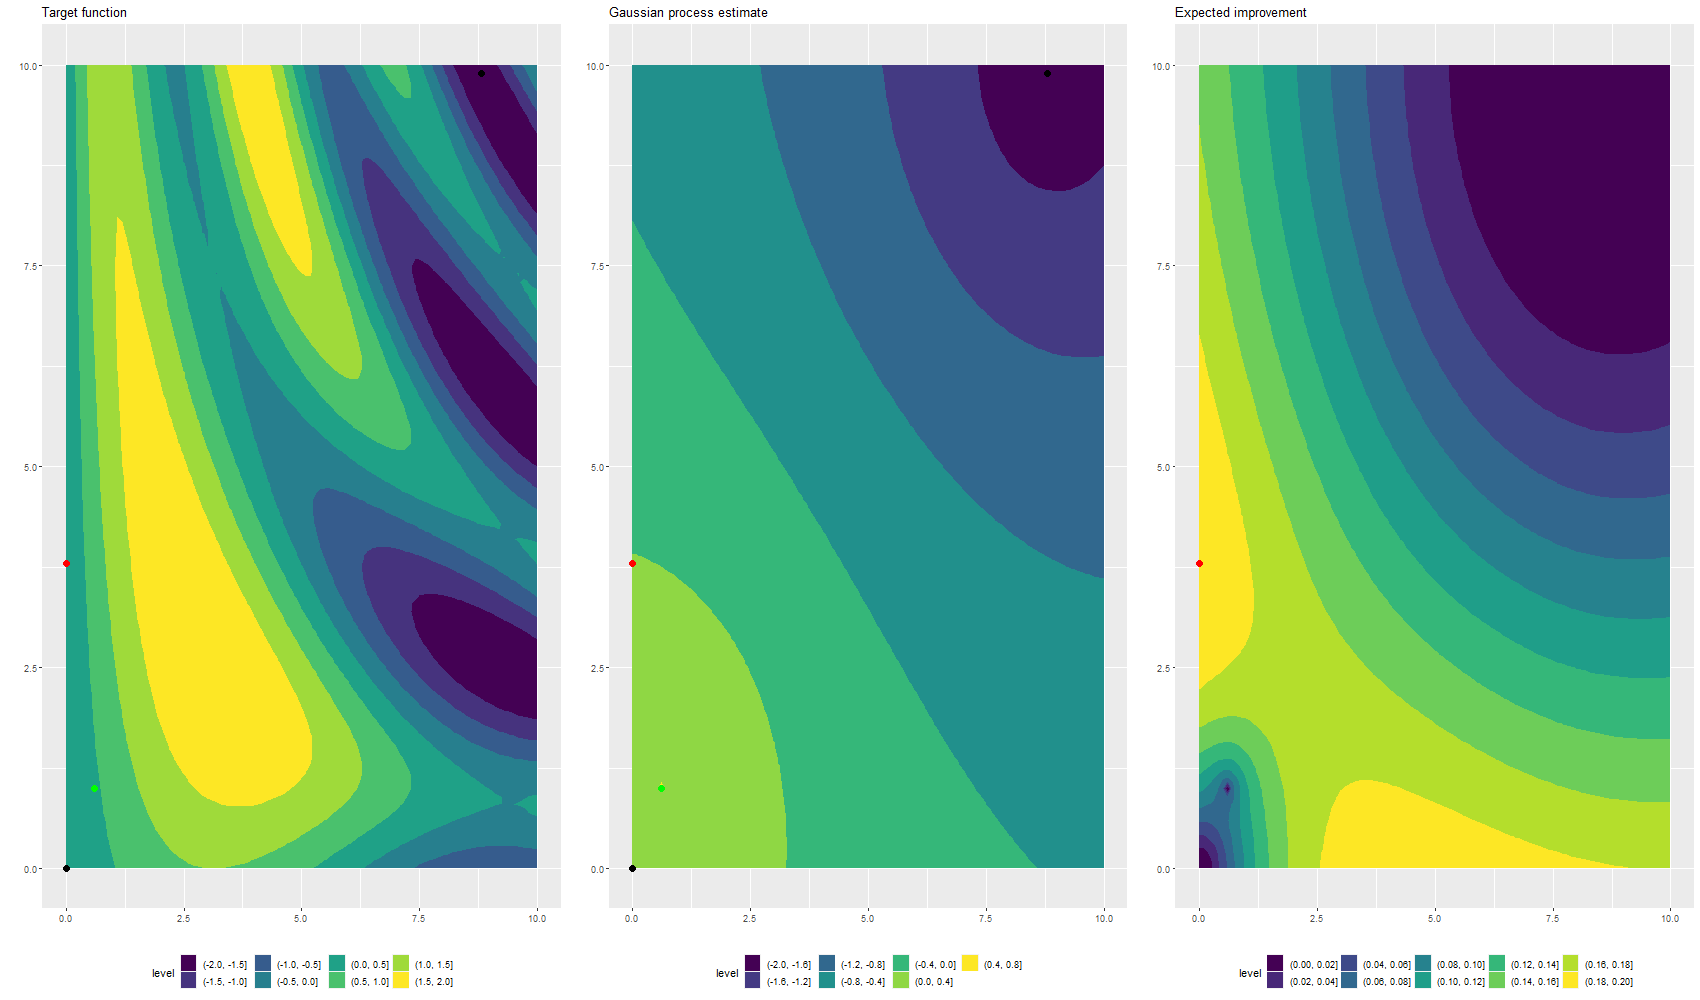 Target function
10.0
7.5
5.0
2.5
0.0
0.0 2.5 5.0 7.5 10.0
level (-2.0, -1.5] (-1.0, -0.5] (0.0, 0.5] (1.0, 1.5]
(-1.5, -1.0] (-0.5, 0.0] (0.5, 1.0] (1.5, 2.0]
Gaussian process estimate
10.0
7.5
5.0
2.5
0.0
0.0 2.5 5.0 7.5 10.0
level (-2.0, -1.6] (-1.2, -0.8] (-0.4, 0.0] (0.4, 0.8]
(-1.6, -1.2] (-0.8, -0.4] (0.0, 0.4]
Expected improvement
10.0
7.5
5.0
2.5
0.0
0.0 2.5 5.0 7.5 10.0
level (0.00, 0.02] (0.04, 0.06] (0.08, 0.10] (0.12, 0.14] (0.16, 0.18]
(0.02, 0.04] (0.06, 0.08] (0.10, 0.12] (0.14, 0.16] (0.18, 0.20]